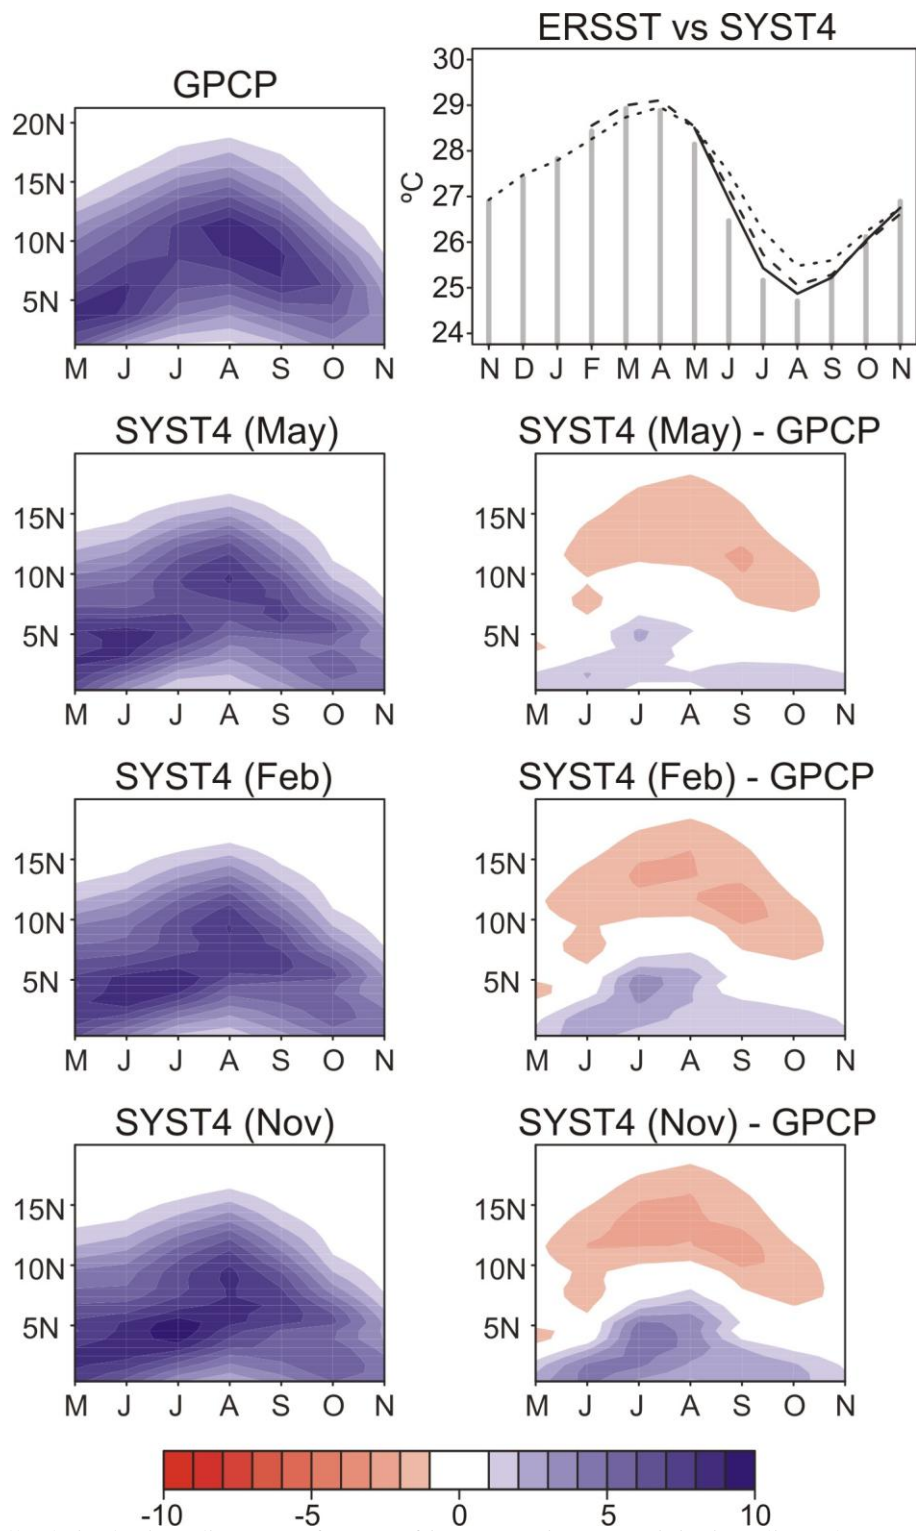 ERSST vs SYST4
30
29
28
27
26
25
24
ºC
N D J F M A M J J A S O N
GPCP
20N
15N
10N
5N
M J J A S O N
SYST4 (May)
15N
10N
5N
M J J A S O N
SYST4 (May) - GPCP
15N
10N
5N
M J J A S O N
SYST4 (Feb)
15N
10N
5N
M J J A S O N
SYST4 (Feb) - GPCP
15N
10N
5N
M J J A S O N
SYST4 (Nov)
15N
10N
5N
M J J A S O N
SYST4 (Nov) - GPCP
15N
10N
5N
M J J A S O N
-10 -5 0 5 10